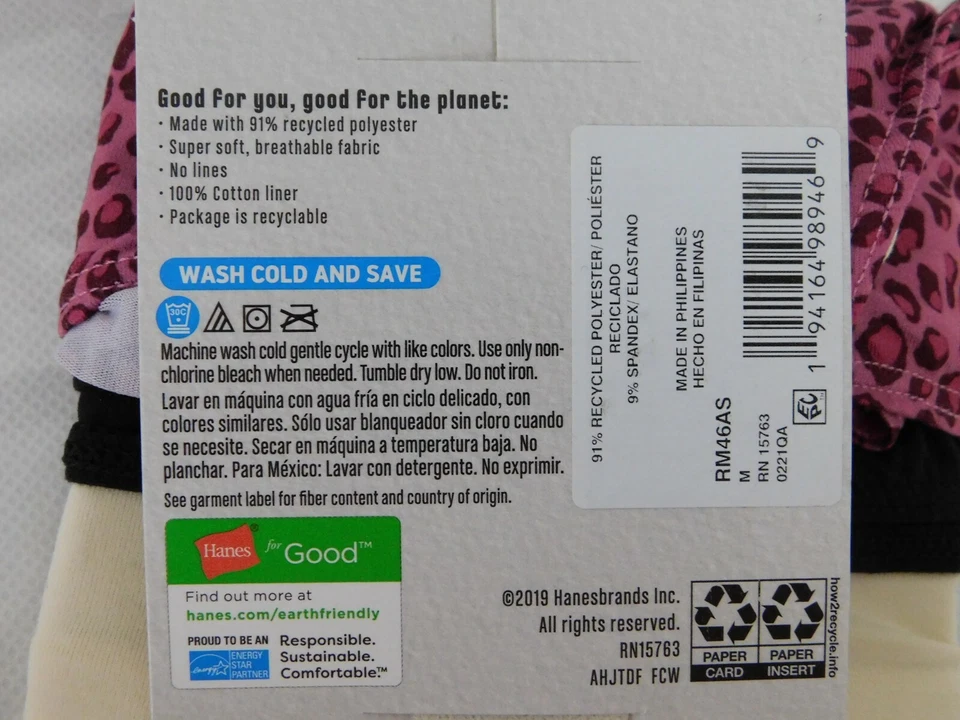 Good for you, good for the planet:
· Made with 91% recycled polyester
· Super soft, breathable fabric
· No lines
· 100% Cotton liner
· Package is recyclable
WASH COLD AND SAVE
30C
Machine wash cold gentle cycle with like colors. Use only non-
chlorine bleach when needed. Tumble dry low. Do not iron.
Lavar en máquina con agua fría en ciclo delicado, con
colores similares. Sólo usar blanqueador sin cloro cuando
se necesite. Secar en máquina a temperatura baja. No
planchar. Para México: Lavar con detergente. No exprimir.
See garment label for fiber content and country of origin.
Hanes® for Good™
Find out more at
hanes.com/earthfriendly
PROUD TO BE AN
energy
ENERGY
STAR
PARTNER
Responsible.
Sustainable.
Comfortable.™
91% RECYCLED POLYESTER/ POLIÉSTER
RECICLADO
9% SPANDEX/ ELASTANO
MADE IN PHILIPPINES
HECHO EN FILIPINAS
RM46AS
M
RN 15763
0221QA
1 94164 98946 9
©2019 Hanesbrands Inc.
All rights reserved.
RN15763
AHJTDF FCW
PAPER
CARD
PAPER
INSERT
how2recycle.info